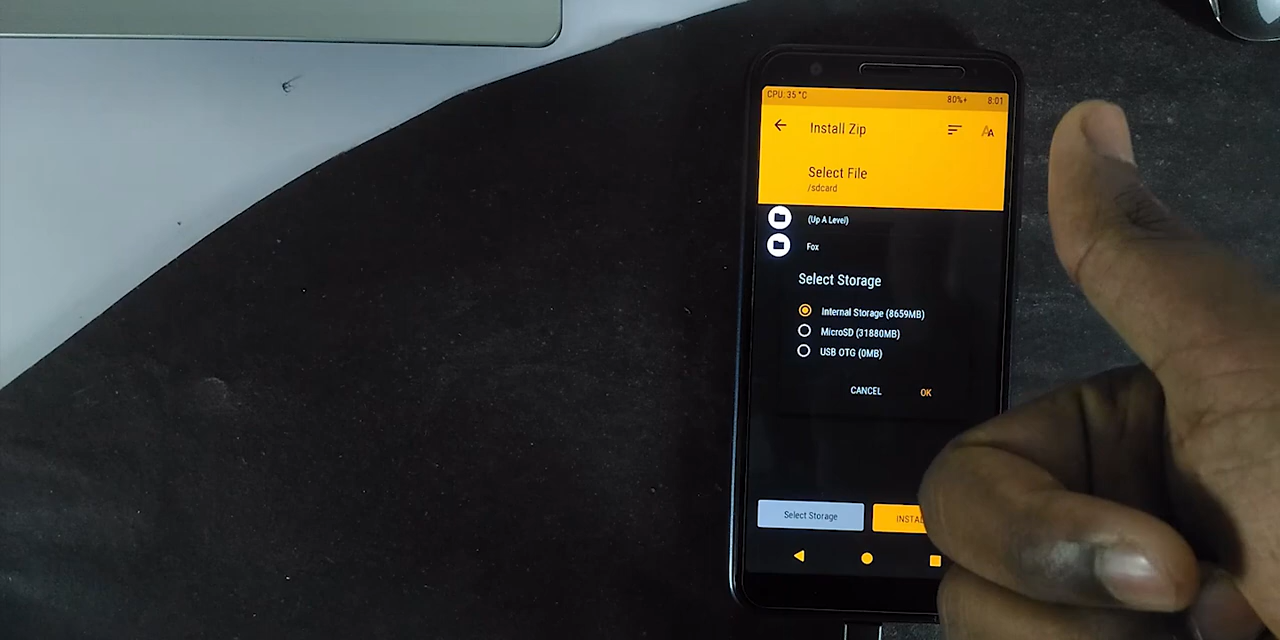 CPU: 35 °C 80%+ 8:01
Install Zip
Select File
/sdcard
(Up A Level)
Fox
Select Storage
Internal Storage (8659MB)
MicroSD (31880MB)
USB OTG (0MB)
CANCEL OK
Select Storage INSTAL